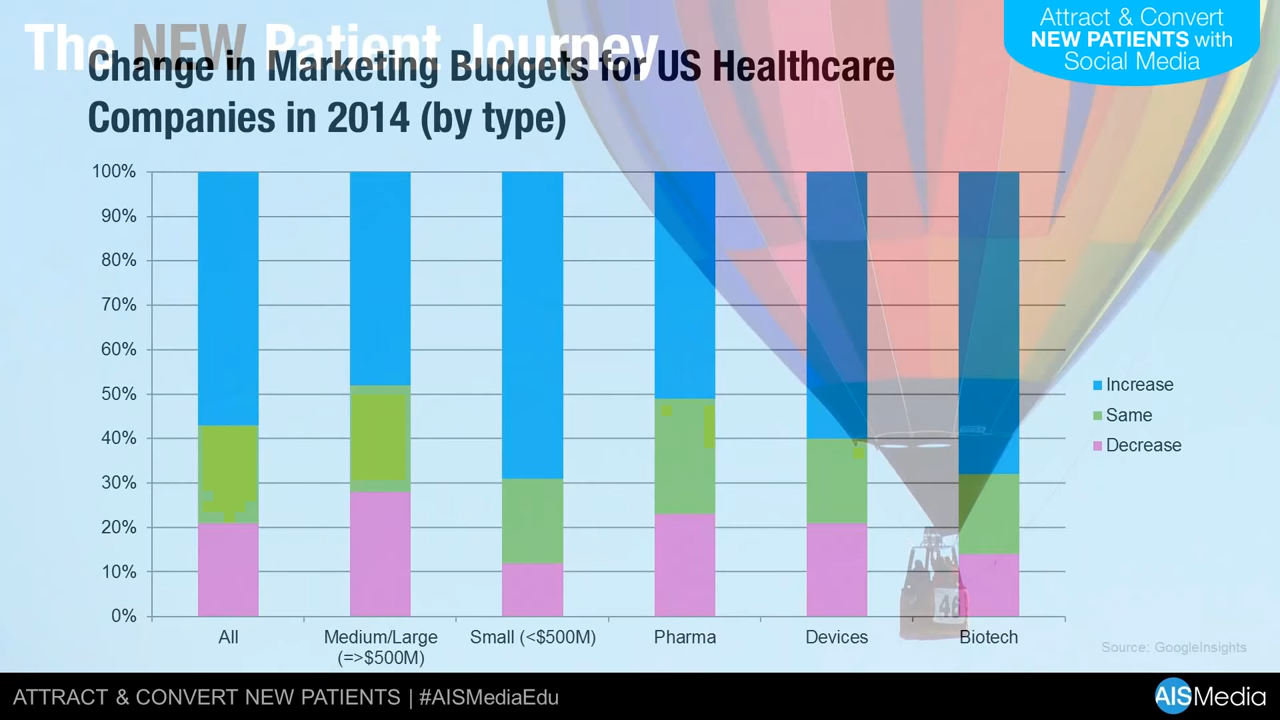 The NEW Patient Journey
Attract & Convert
NEW PATIENTS with
Social Media
Change in Marketing Budgets for US Healthcare
Companies in 2014 (by type)
100%
90%
80%
70%
60%
50%
40%
30%
20%
10%
0%
All
Medium/Large
(=>$500M)
Small (<$500M)
Pharma
Devices
Biotech
Increase
Same
Decrease
46
Source: GoogleInsights
ATTRACT & CONVERT NEW PATIENTS | #AISMediaEdu
AISMedia